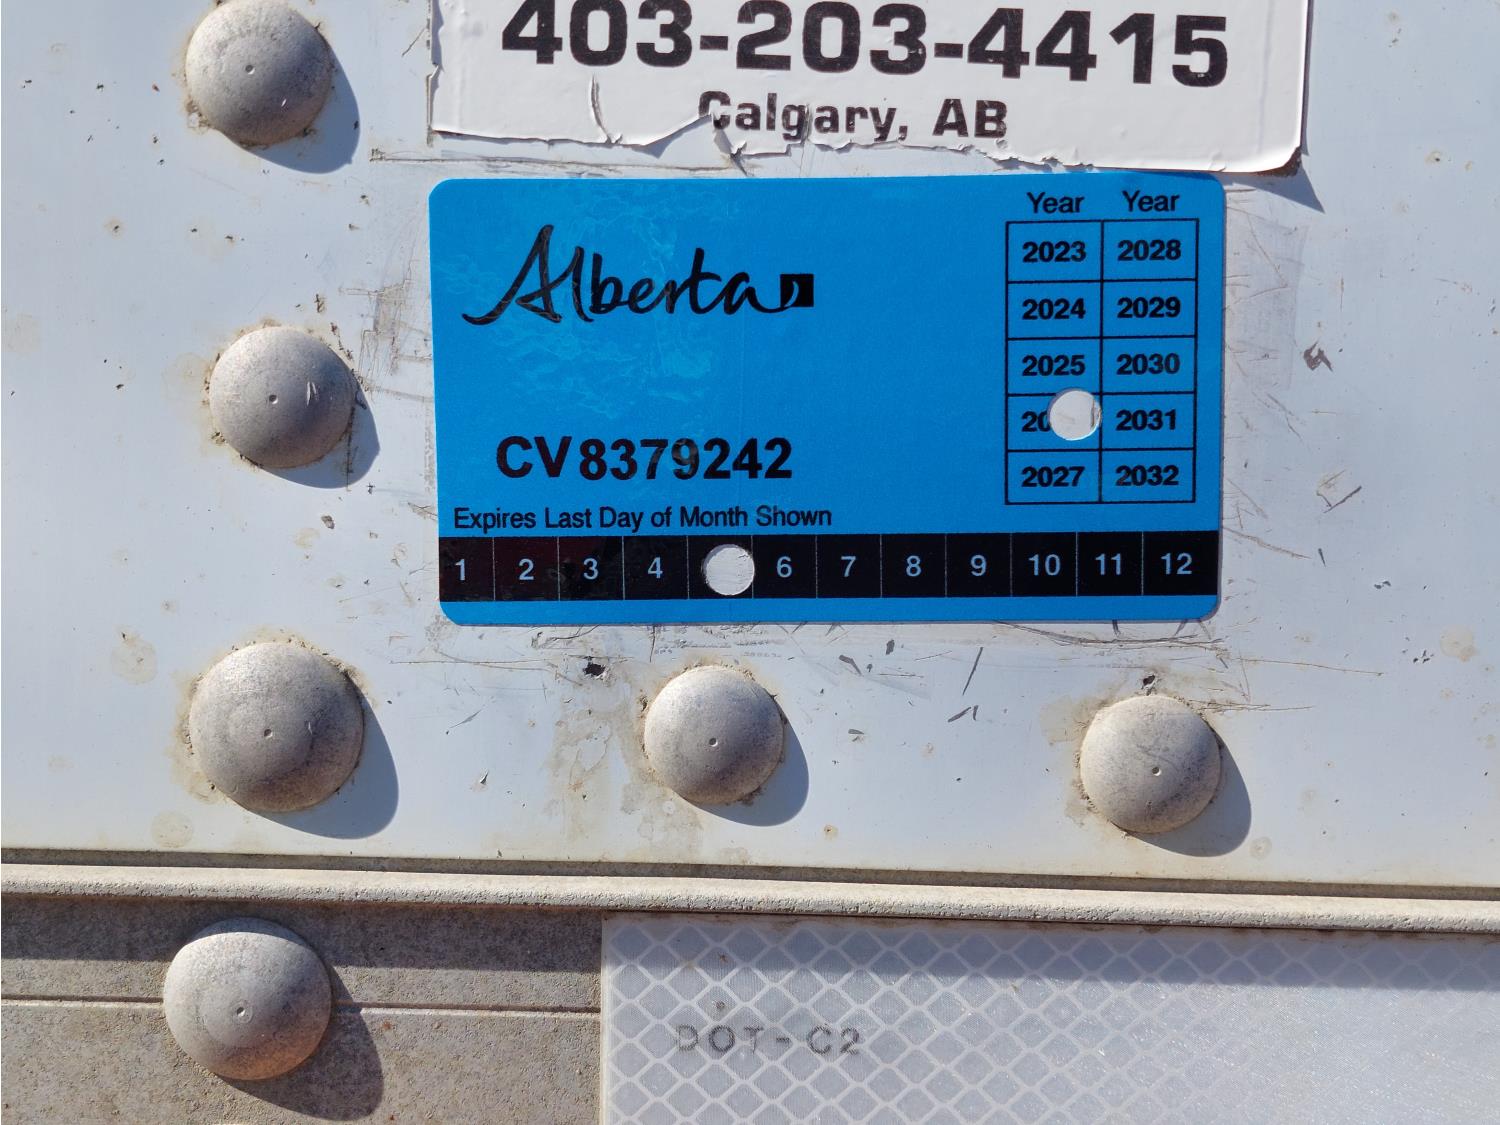 403-203-4415
Calgary, AB
Alberta
Year Year
2023 2028
2024 2029
2025 2030
20 2031
2027 2032
CV8379242
Expires Last Day of Month Shown
1 2 3 4 6 7 8 9 10 11 12
DOT-C2